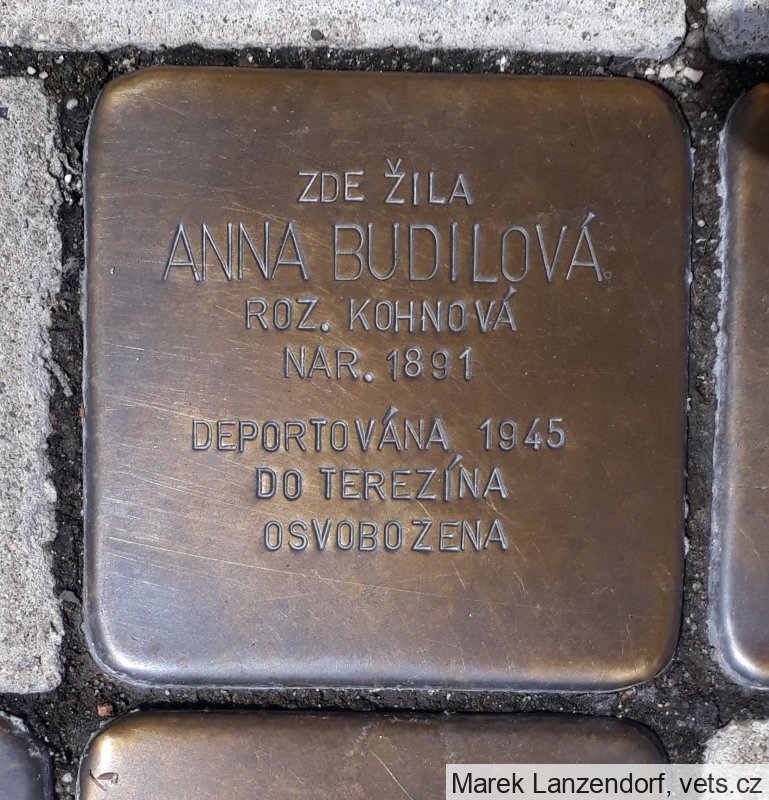 ZDE ŽILA
ANNA BUDILOVÁ
ROZ. KOHNOVÁ
NAR. 1891
DEPORTOVÁNA 1945
DO TEREZÍNA
OSVOBOZENA
Marek Lanzendorf, vets.cz